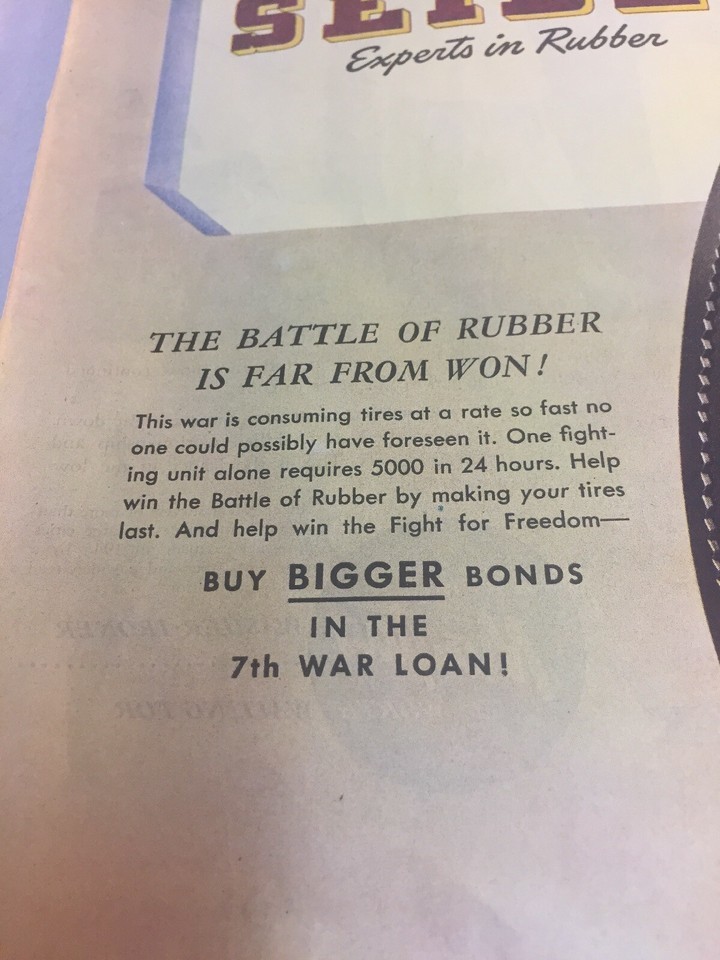 Experts in Rubber
THE BATTLE OF RUBBER
IS FAR FROM WON!
This war is consuming tires at a rate so fast no
one could possibly have foreseen it. One fight-
ing unit alone requires 5000 in 24 hours. Help
win the Battle of Rubber by making your tires
last. And help win the Fight for Freedom—
BUY BIGGER BONDS
IN THE
7th WAR LOAN!